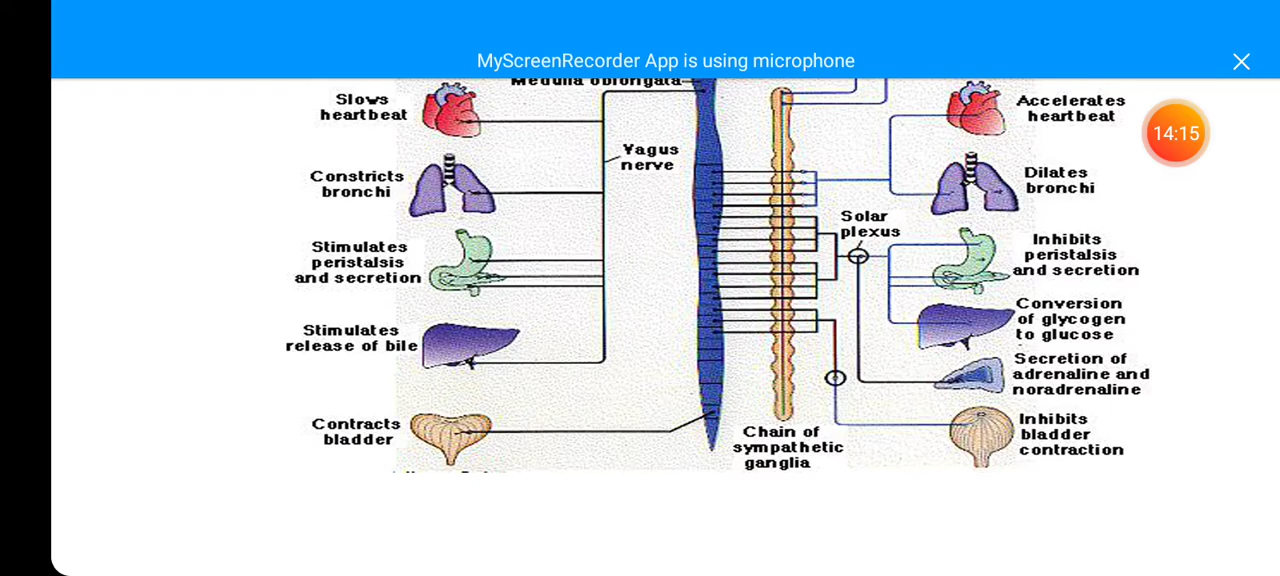 MyScreenRecorder App is using microphone
14:15
Medulla oblongata
Slows
heartbeat
Constricts
bronchi
Stimulates
peristalsis
and secretion
Stimulates
release of bile
Contracts
bladder
Vagus
nerve
Solar
plexus
Chain of
sympathetic
ganglia
Accelerates
heartbeat
Dilates
bronchi
Inhibits
peristalsis
and secretion
Conversion
of glycogen
to glucose
Secretion of
adrenaline and
noradrenaline
Inhibits
bladder
contraction